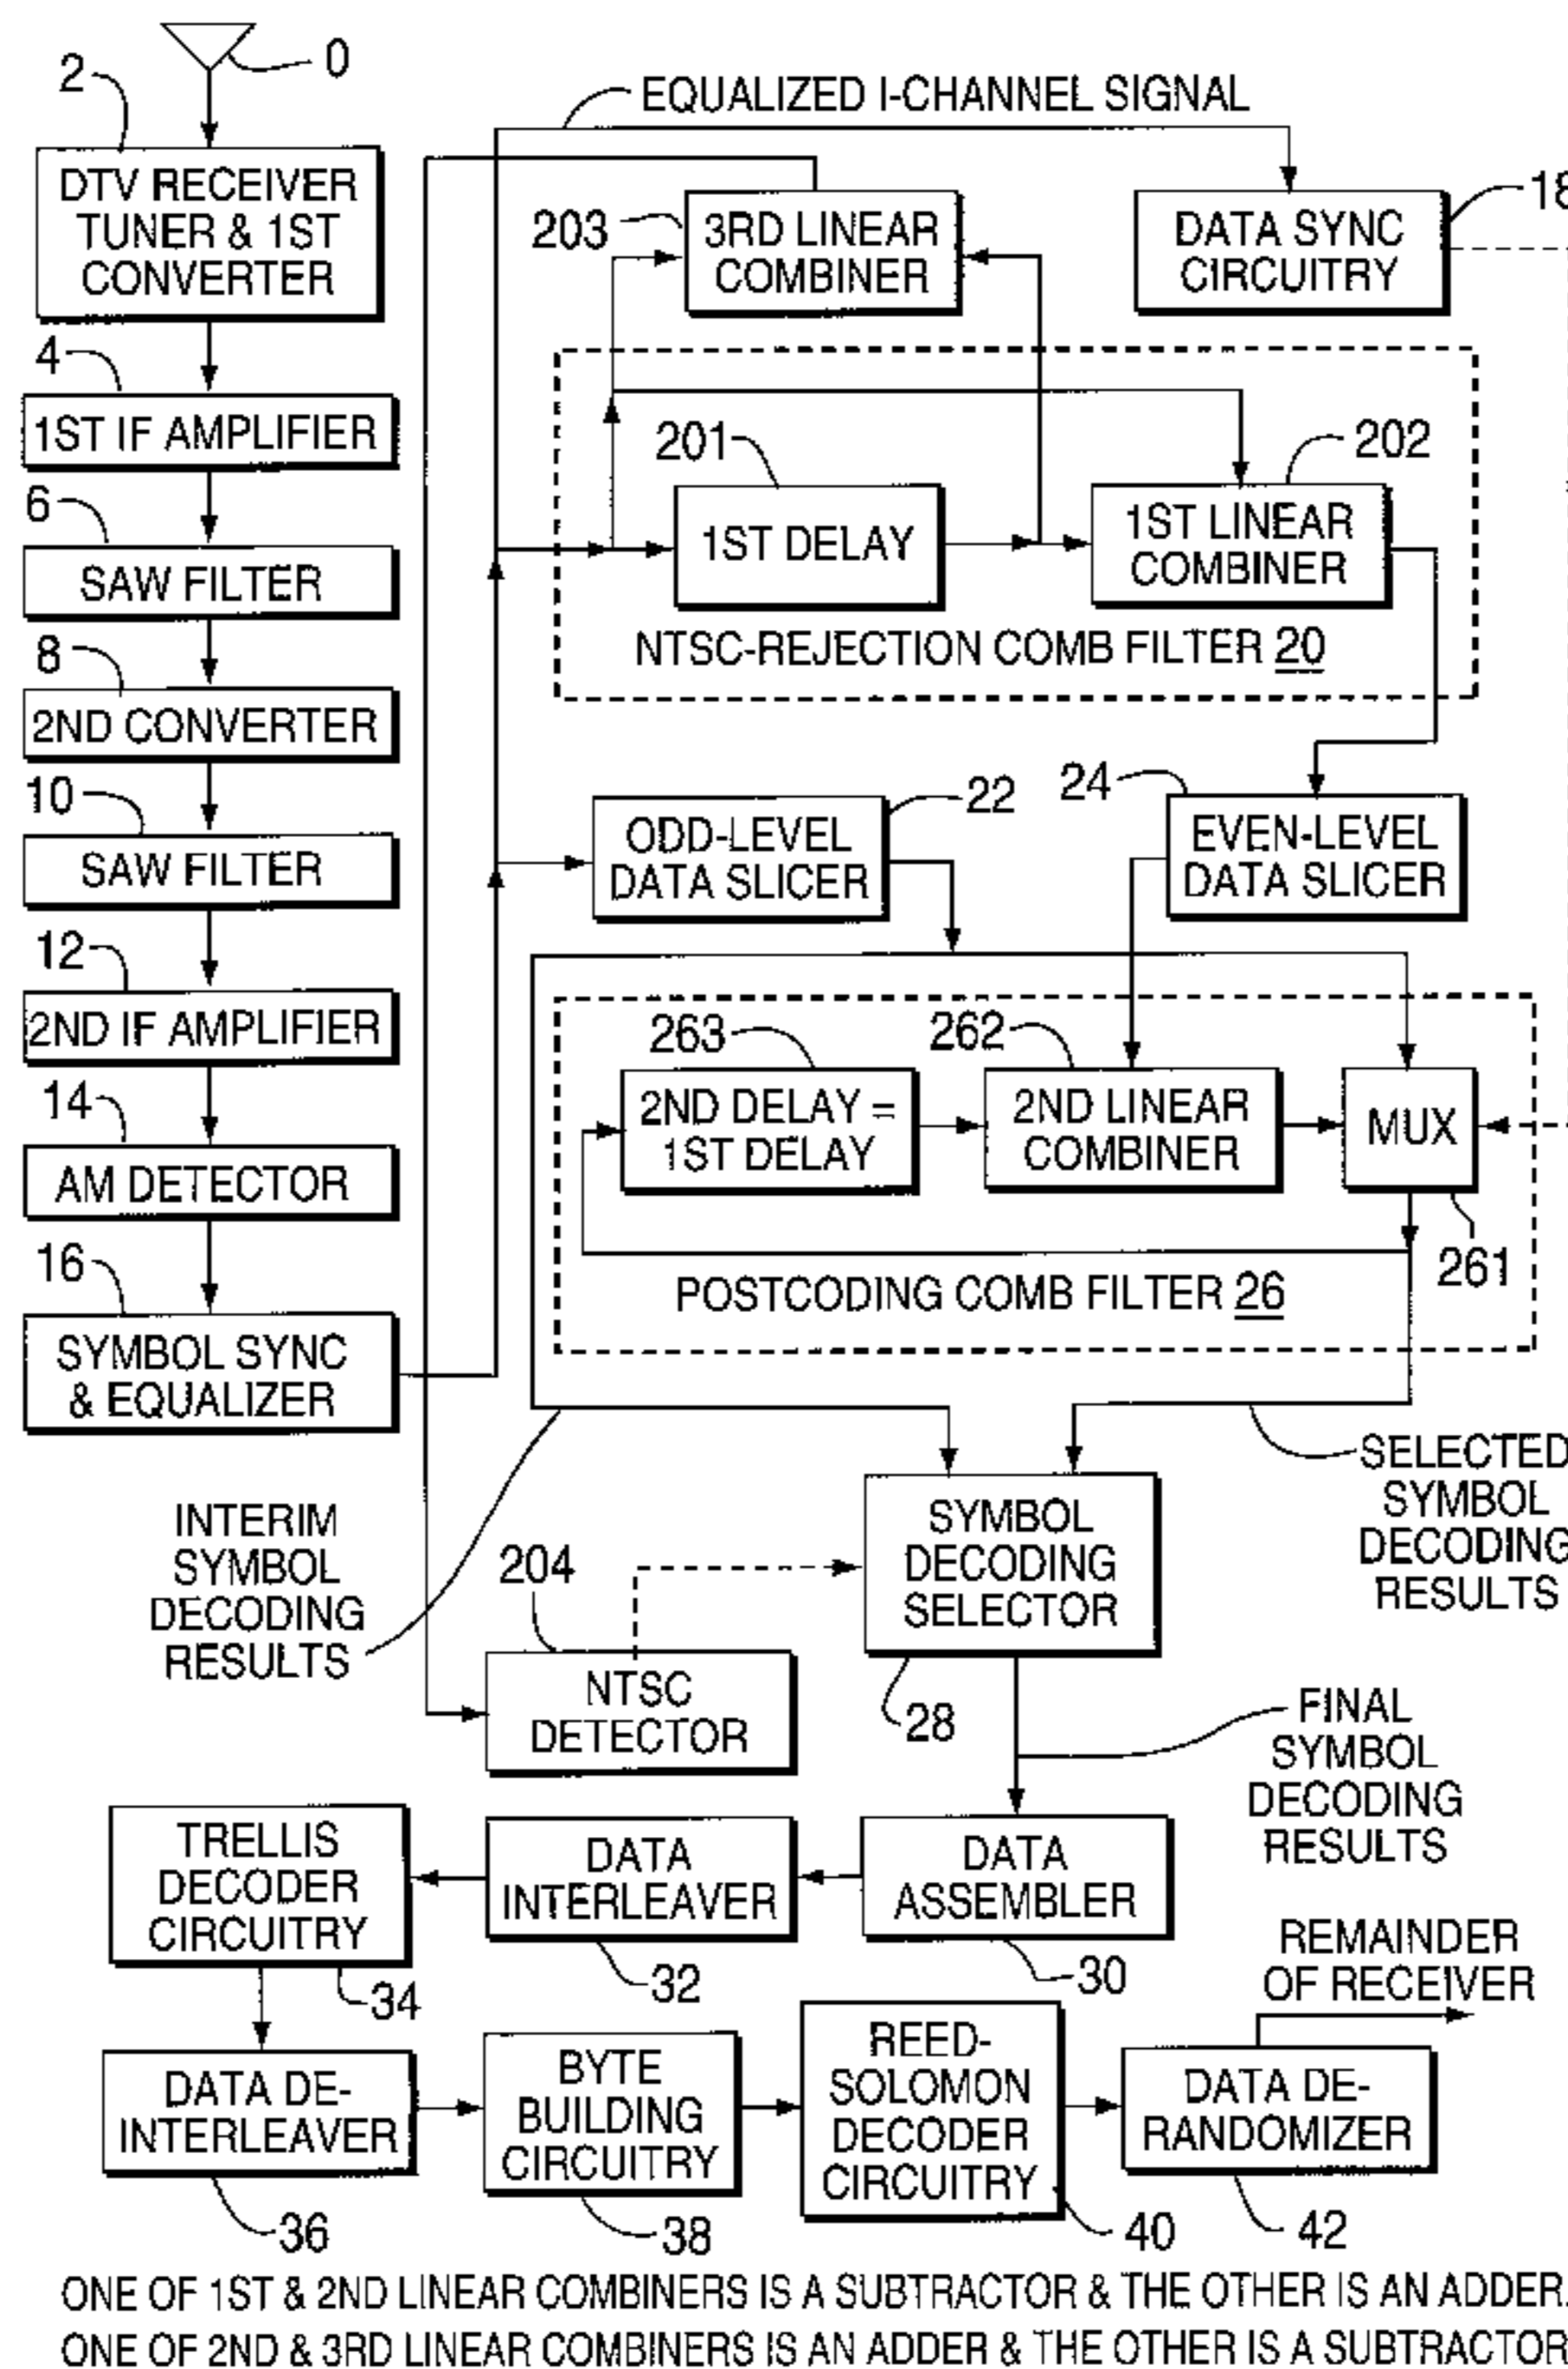 0
2
DTV RECEIVER
TUNER & 1ST
CONVERTER
4
1ST IF AMPLIFIER
6
SAW FILTER
8
2ND CONVERTER
10
SAW FILTER
12
2ND IF AMPLIFIER
14
AM DETECTOR
16
SYMBOL SYNC
& EQUALIZER
EQUALIZED I-CHANNEL SIGNAL
203
3RD LINEAR
COMBINER
DATA SYNC
CIRCUITRY
18
201
1ST DELAY
202
1ST LINEAR
COMBINER
NTSC-REJECTION COMB FILTER 20
22
ODD-LEVEL
DATA SLICER
24
EVEN-LEVEL
DATA SLICER
263
2ND DELAY =
1ST DELAY
262
2ND LINEAR
COMBINER
MUX
261
POSTCODING COMB FILTER 26
INTERIM
SYMBOL
DECODING
RESULTS
SELECTED
SYMBOL
DECODING
RESULTS
SYMBOL
DECODING
SELECTOR
28
204
NTSC
DETECTOR
FINAL
SYMBOL
DECODING
RESULTS
TRELLIS
DECODER
CIRCUITRY
34
DATA
INTERLEAVER
32
DATA
ASSEMBLER
30
REMAINDER
OF RECEIVER
DATA DE-
INTERLEAVER
36
BYTE
BUILDING
CIRCUITRY
38
REED-
SOLOMON
DECODER
CIRCUITRY
40
DATA DE-
RANDOMIZER
42
ONE OF 1ST & 2ND LINEAR COMBINERS IS A SUBTRACTOR & THE OTHER IS AN ADDER.
ONE OF 2ND & 3RD LINEAR COMBINERS IS AN ADDER & THE OTHER IS A SUBTRACTOR